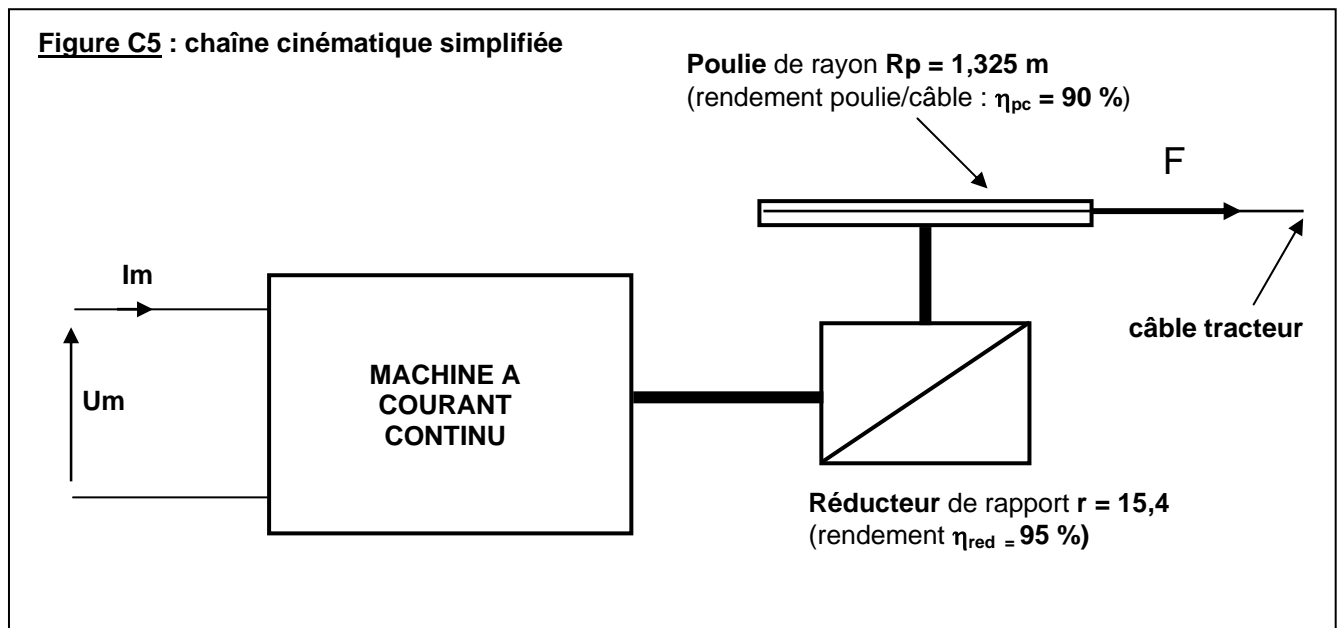 Figure C5 : chaîne cinématique simplifiée
Poulie de rayon Rp = 1,325 m
(rendement poulie/câble : ηpc = 90 %)
F
Im
câble tracteur
Um
MACHINE A
COURANT
CONTINU
Réducteur de rapport r = 15,4
(rendement ηred = 95 %)